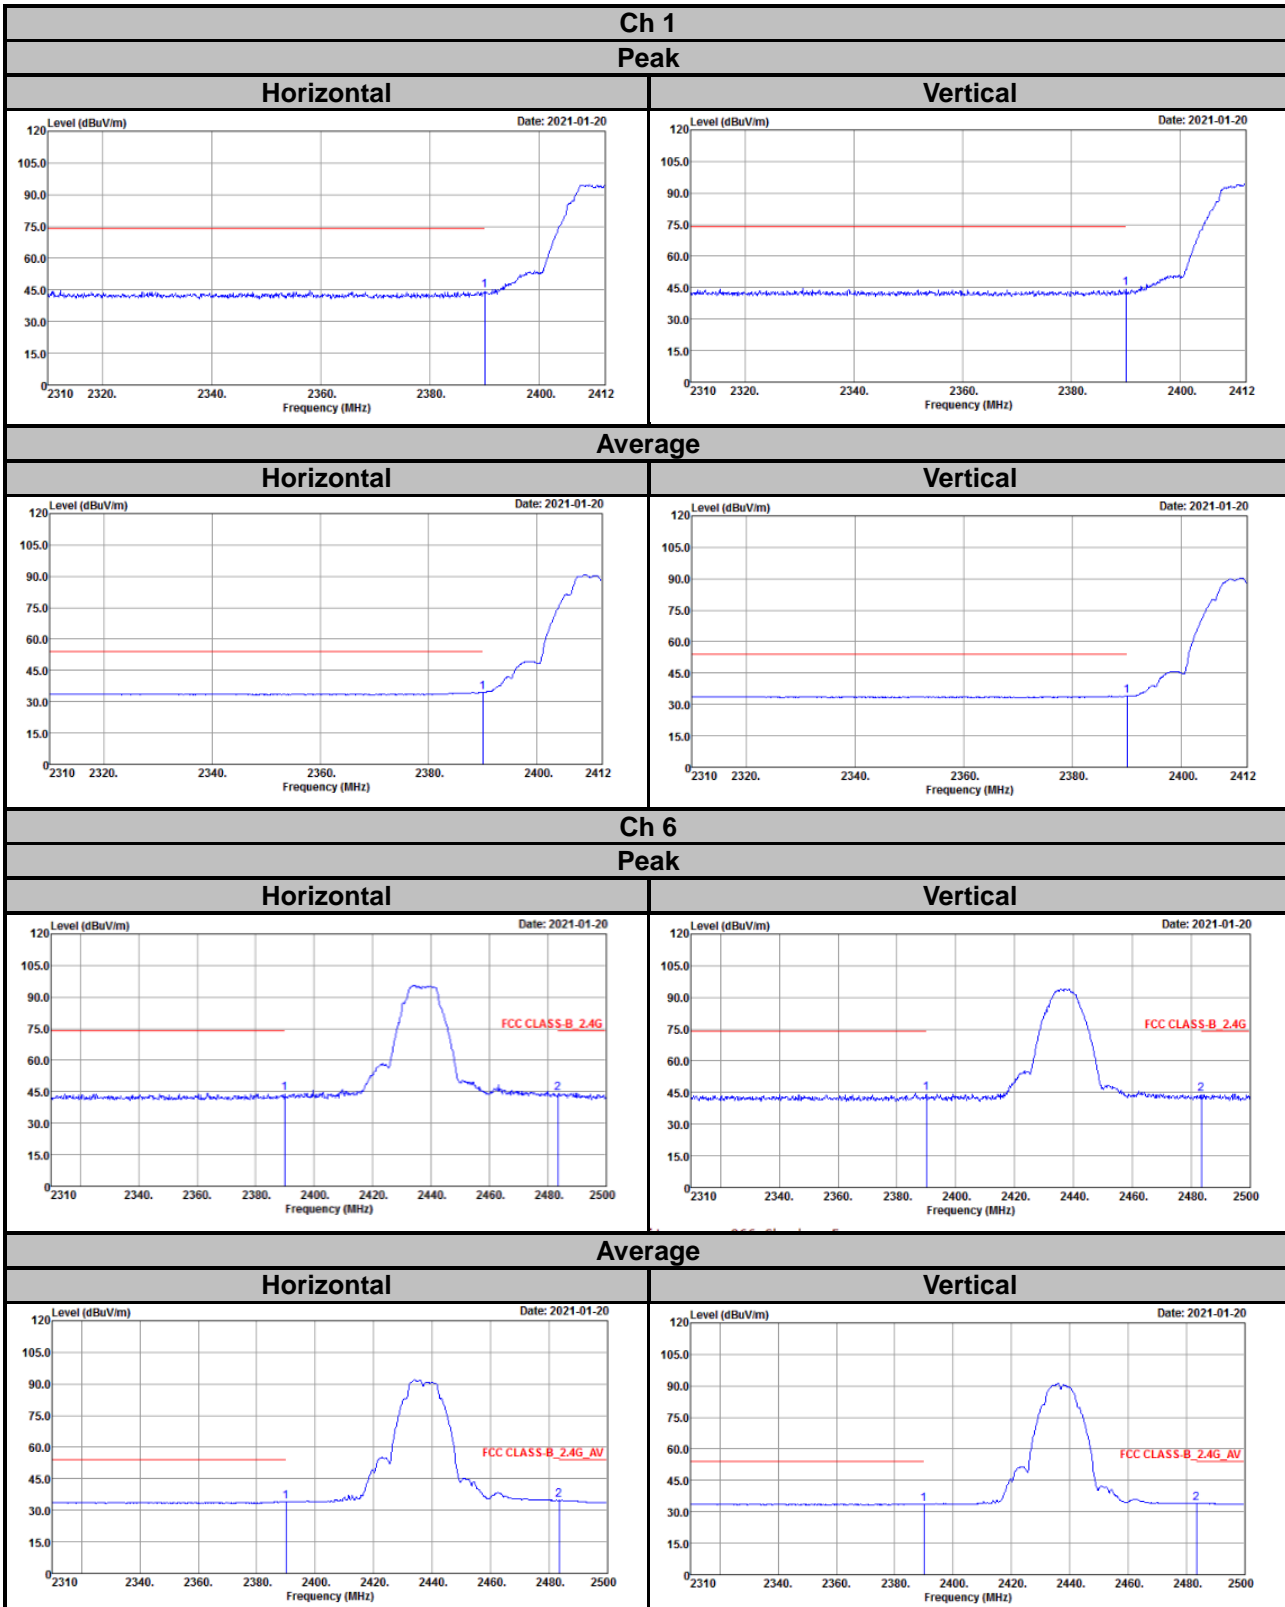 Ch 1
Peak
Horizontal Vertical
Level (dBuV/m) Date: 2021-01-20
120
105.0
90.0
75.0
60.0
45.0
30.0
15.0
0
1
2310 2320. 2340. 2360. 2380. 2400. 2412
Frequency (MHz)
Level (dBuV/m) Date: 2021-01-20
120
105.0
90.0
75.0
60.0
45.0
30.0
15.0
0
1
2310 2320. 2340. 2360. 2380. 2400. 2412
Frequency (MHz)
Average
Horizontal Vertical
Level (dBuV/m) Date: 2021-01-20
120
105.0
90.0
75.0
60.0
45.0
30.0
15.0
0
1
2310 2320. 2340. 2360. 2380. 2400. 2412
Frequency (MHz)
Level (dBuV/m) Date: 2021-01-20
120
105.0
90.0
75.0
60.0
45.0
30.0
15.0
0
1
2310 2320. 2340. 2360. 2380. 2400. 2412
Frequency (MHz)
Ch 6
Peak
Horizontal Vertical
Level (dBuV/m) Date: 2021-01-20
120
105.0
90.0
75.0
60.0
45.0
30.0
15.0
0
FCC CLASS-B_2.4G
1 2
2310 2340. 2360. 2380. 2400. 2420. 2440. 2460. 2480. 2500
Frequency (MHz)
Level (dBuV/m) Date: 2021-01-20
120
105.0
90.0
75.0
60.0
45.0
30.0
15.0
0
FCC CLASS-B_2.4G
1 2
2310 2340. 2360. 2380. 2400. 2420. 2440. 2460. 2480. 2500
Frequency (MHz)
Average
Horizontal Vertical
Level (dBuV/m) Date: 2021-01-20
120
105.0
90.0
75.0
60.0
45.0
30.0
15.0
0
FCC CLASS-B_2.4G_AV
1 2
2310 2340. 2360. 2380. 2400. 2420. 2440. 2460. 2480. 2500
Frequency (MHz)
Level (dBuV/m) Date: 2021-01-20
120
105.0
90.0
75.0
60.0
45.0
30.0
15.0
0
FCC CLASS-B_2.4G_AV
1 2
2310 2340. 2360. 2380. 2400. 2420. 2440. 2460. 2480. 2500
Frequency (MHz)